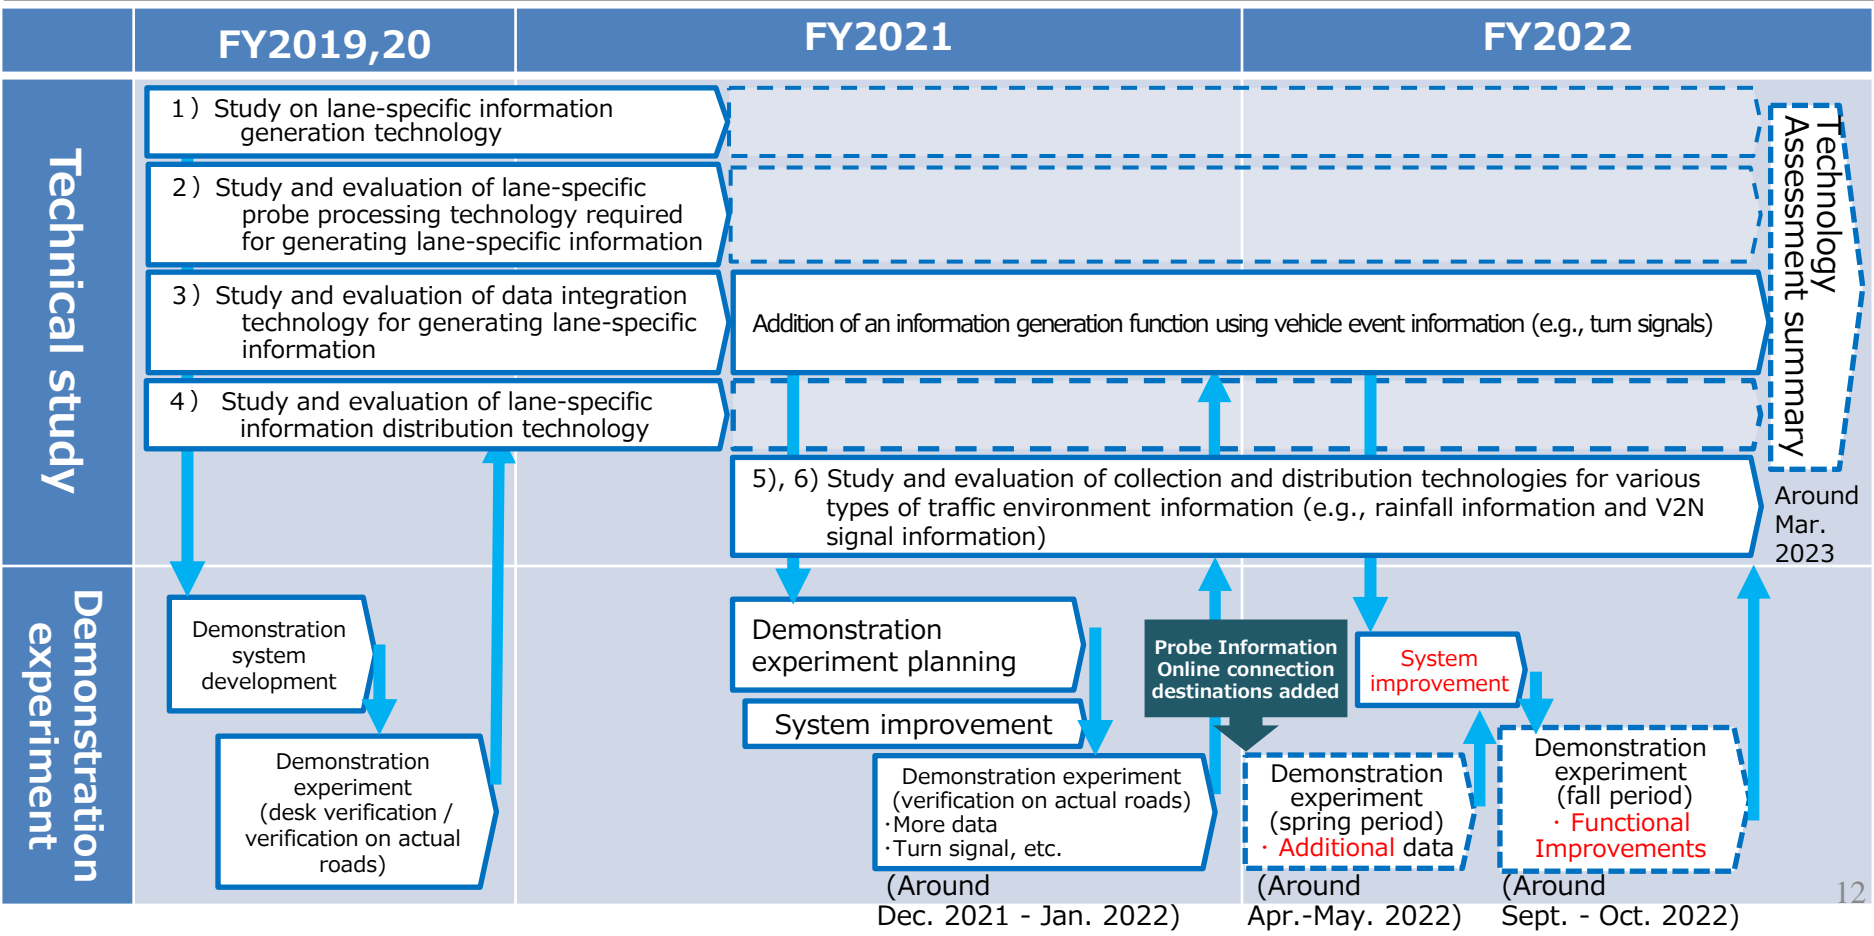 FY2019,20
FY2021
FY2022
Technical study
1）Study on lane-specific information
generation technology
2）Study and evaluation of lane-specific
probe processing technology required
for generating lane-specific information
3）Study and evaluation of data integration
technology for generating lane-specific
information
4） Study and evaluation of lane-specific
information distribution technology
Addition of an information generation function using vehicle event information (e.g., turn signals)
5), 6) Study and evaluation of collection and distribution technologies for various
types of traffic environment information (e.g., rainfall information and V2N
signal information)
Technology
Assessment summary
Around
Mar.
2023
Demonstration
experiment
Demonstration
system
development
Demonstration
experiment
(desk verification /
verification on actual
roads)
Demonstration
experiment planning
System improvement
Demonstration experiment
(verification on actual roads)
･More data
･Turn signal, etc.
(Around
Dec. 2021 - Jan. 2022)
Probe Information
Online connection
destinations added
Demonstration
experiment
(spring period)
・Additional data
(Around
Apr.-May. 2022)
System
improvement
Demonstration
experiment
(fall period)
・Functional
Improvements
(Around
Sept. - Oct. 2022)
12